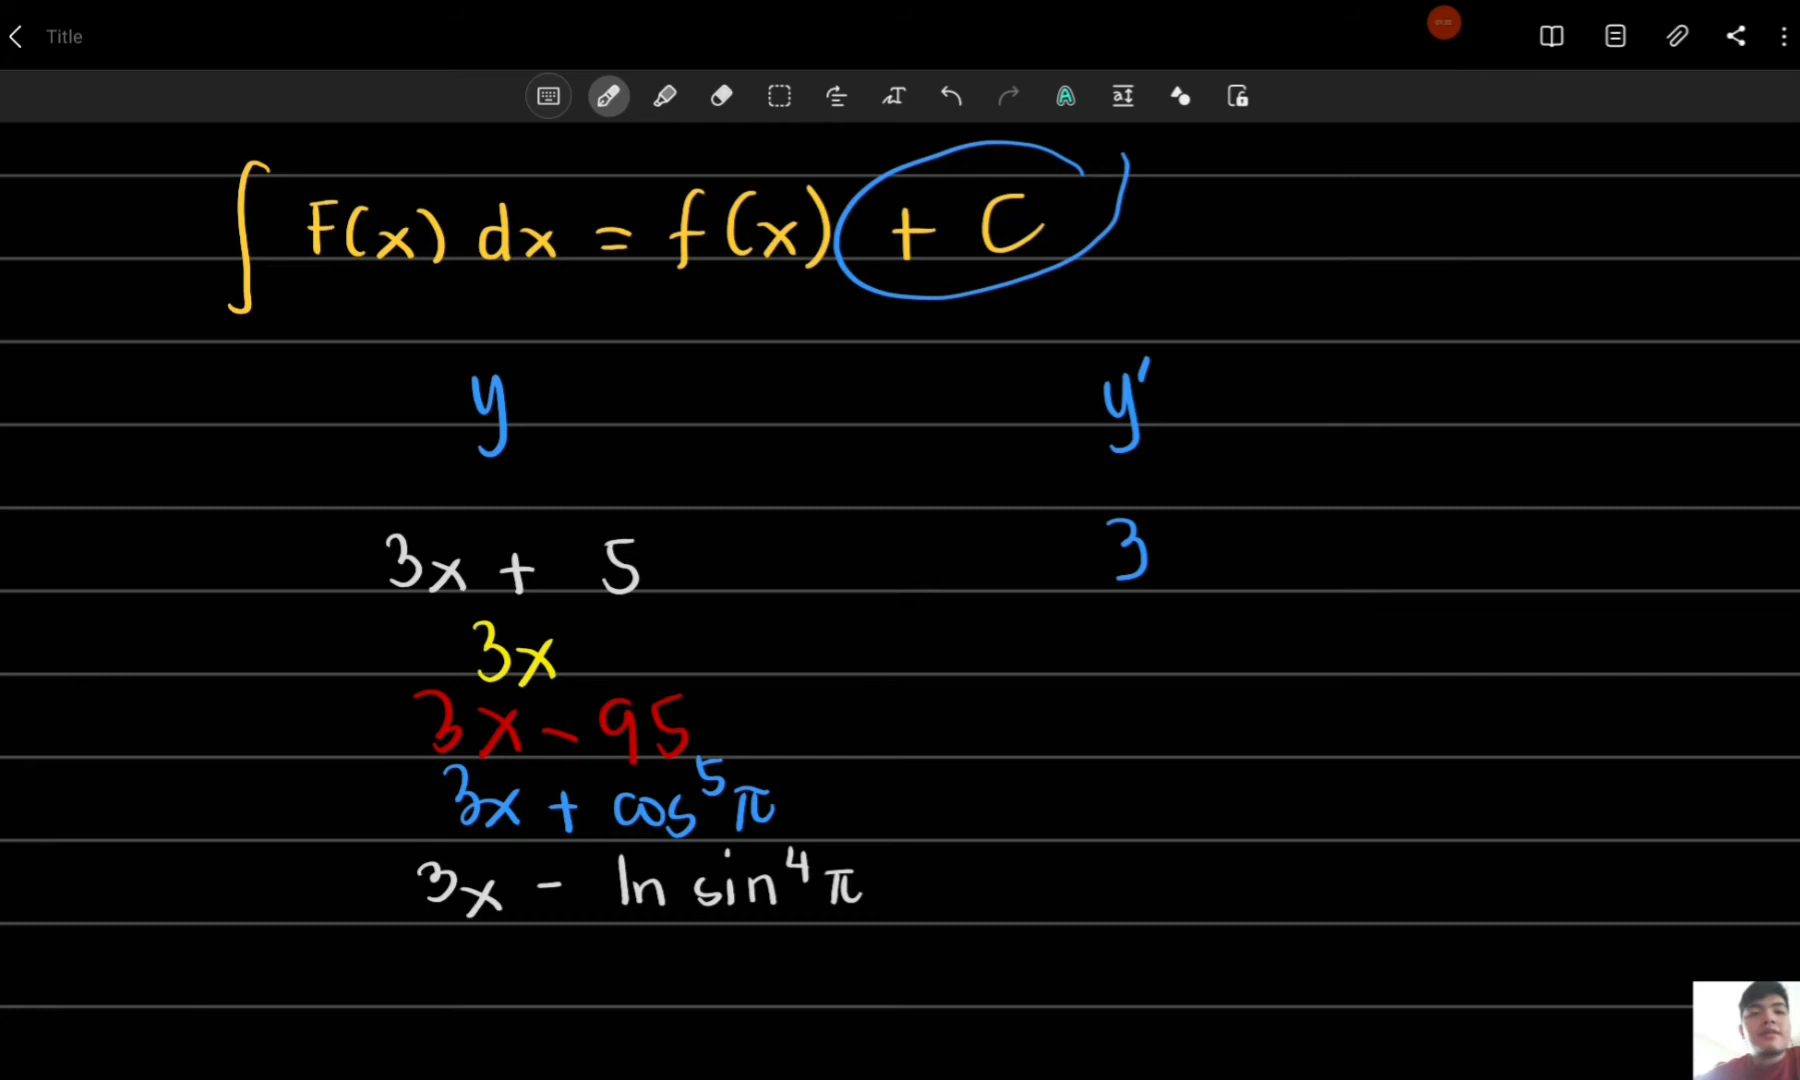 Title
∫ F(x) dx = f(x) + C
y y'
3x + 5 3
3x
3x - 95
3x + cos⁵π
3x - ln sin⁴π